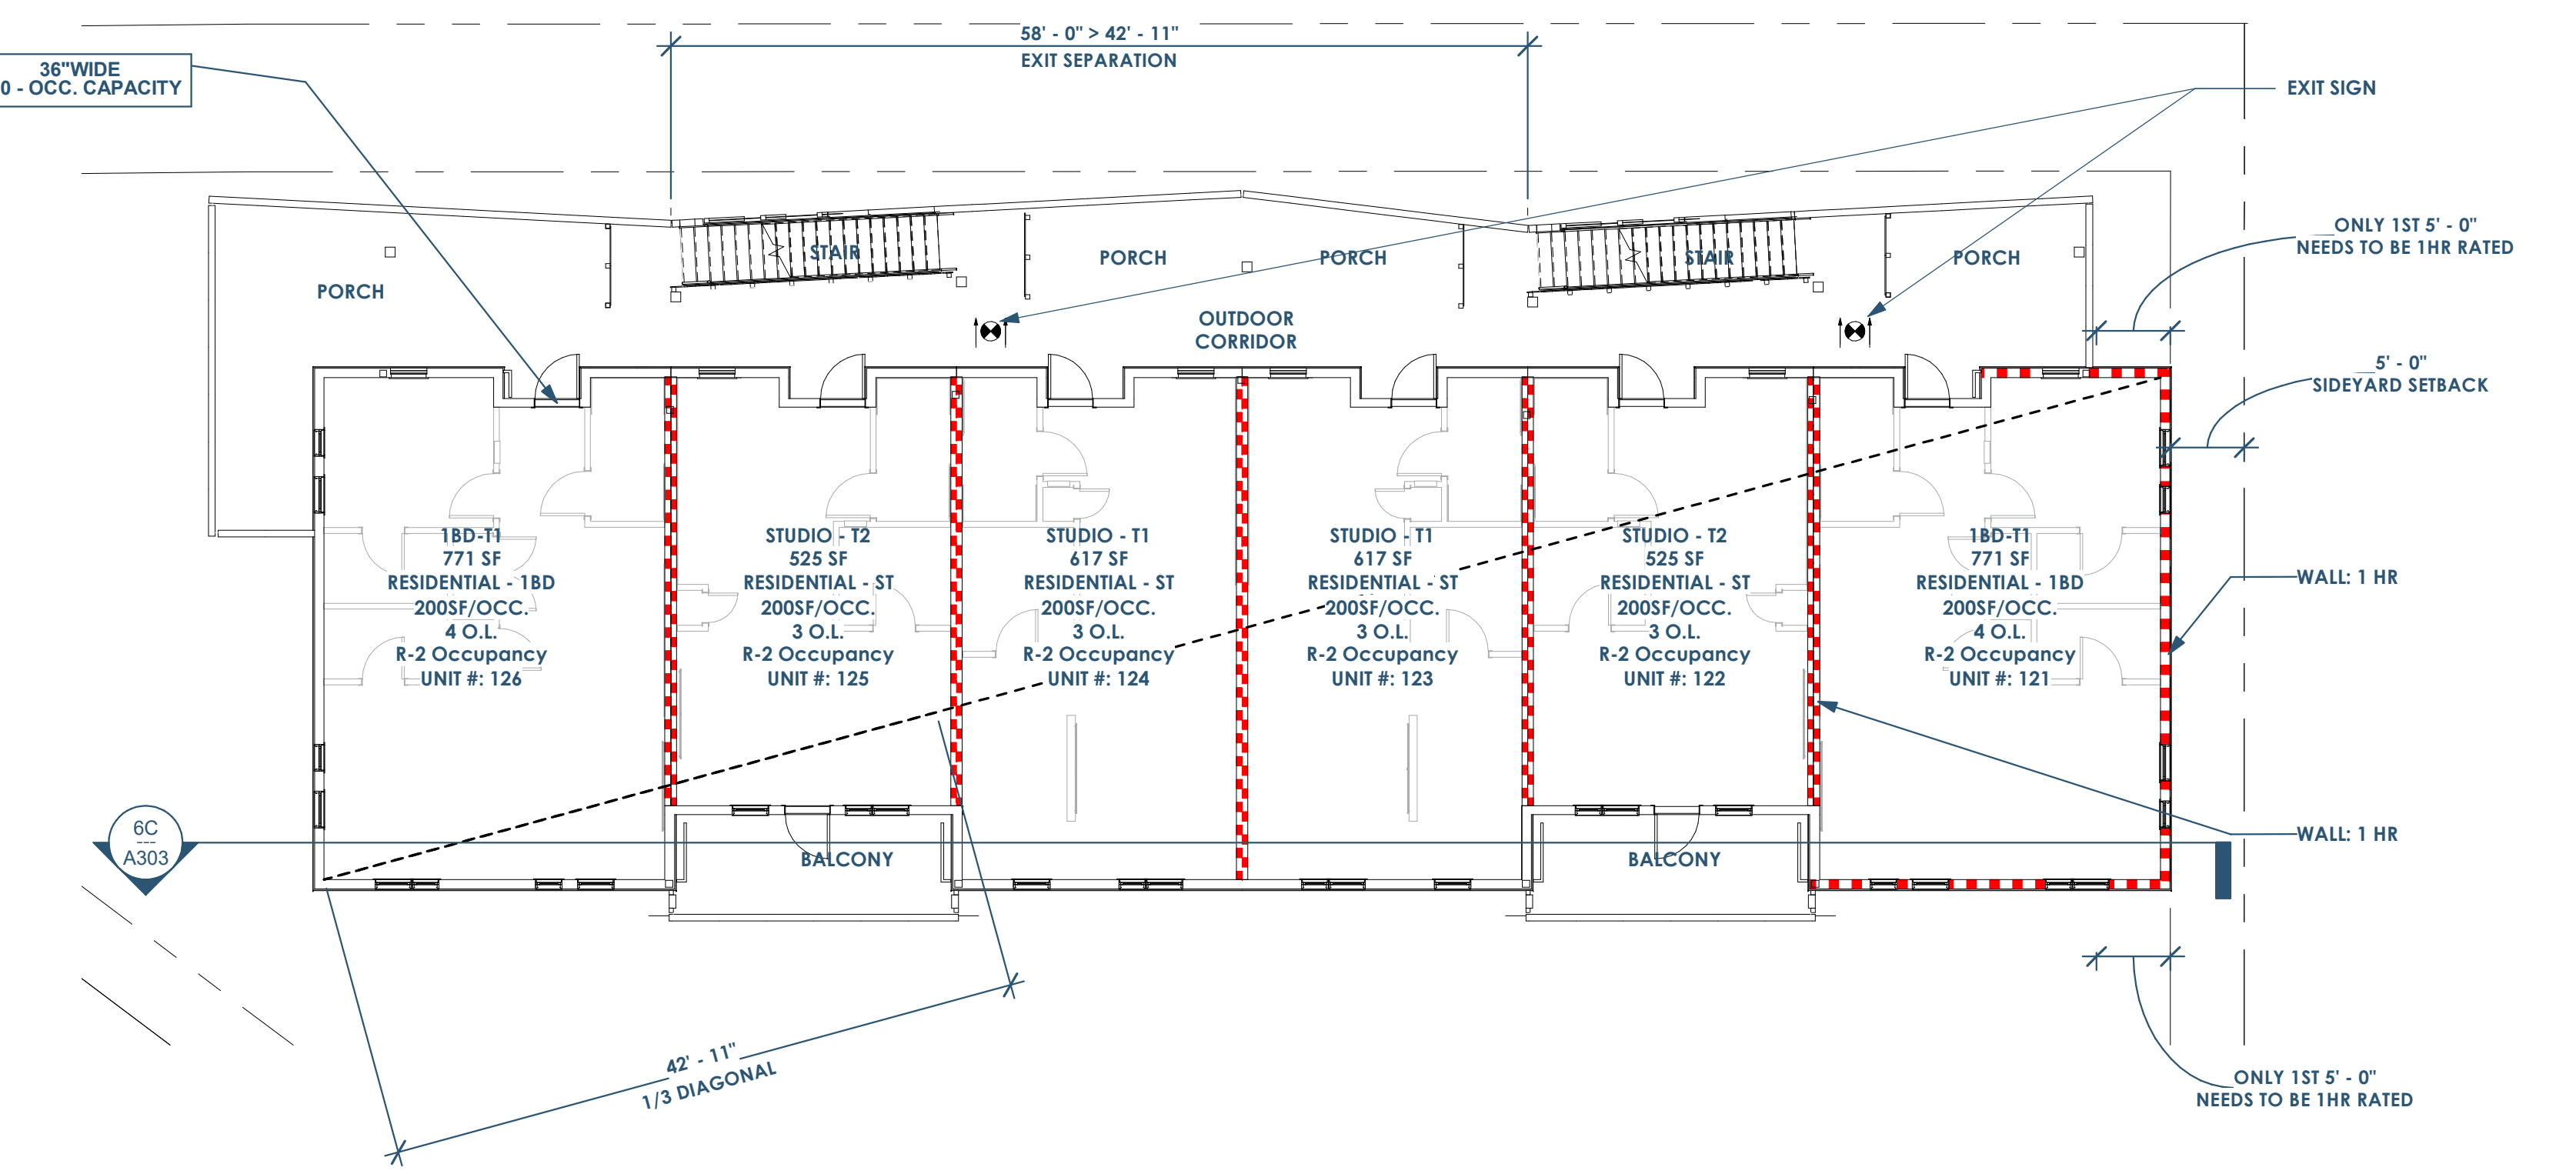 58' - 0" > 42' - 11"
EXIT SEPARATION
36"WIDE
0 - OCC. CAPACITY
EXIT SIGN
ONLY 1ST 5' - 0"
NEEDS TO BE 1HR RATED
STAIR
PORCH
PORCH
STAIR
PORCH
PORCH
OUTDOOR
CORRIDOR
5' - 0"
SIDEYARD SETBACK
1BD-T1
771 SF
RESIDENTIAL - 1BD
200SF/OCC.
4 O.L.
R-2 Occupancy
UNIT #: 126
STUDIO - T2
525 SF
RESIDENTIAL - ST
200SF/OCC.
3 O.L.
R-2 Occupancy
UNIT #: 125
STUDIO - T1
617 SF
RESIDENTIAL - ST
200SF/OCC.
3 O.L.
R-2 Occupancy
UNIT #: 124
STUDIO - T1
617 SF
RESIDENTIAL - ST
200SF/OCC.
3 O.L.
R-2 Occupancy
UNIT #: 123
STUDIO - T2
525 SF
RESIDENTIAL - ST
200SF/OCC.
3 O.L.
R-2 Occupancy
UNIT #: 122
1BD-T1
771 SF
RESIDENTIAL - 1BD
200SF/OCC.
4 O.L.
R-2 Occupancy
UNIT #: 121
WALL: 1 HR
WALL: 1 HR
6C
---
A303
BALCONY
BALCONY
42' - 11"
1/3 DIAGONAL
ONLY 1ST 5' - 0"
NEEDS TO BE 1HR RATED